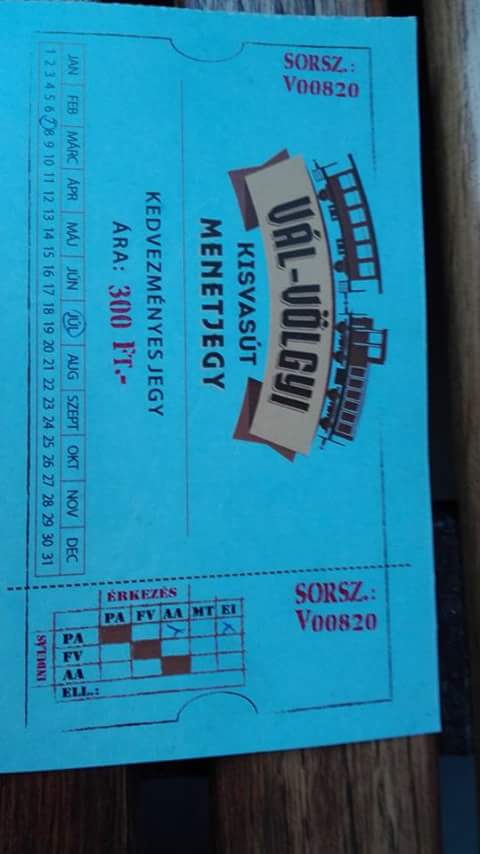 SORSZ.:
V00820
VÁL-VÖLGYI
KISVASÚT
MENETJEGY
KEDVEZMÉNYES JEGY
ÁRA: 300 FT.-
JAN FEB MÁRC ÁPR MÁJ JÚN JÚL AUG SZEPT OKT NOV DEC
1 2 3 4 5 6 7 8 9 10 11 12 13 14 15 16 17 18 19 20 21 22 23 24 25 26 27 28 29 30 31
SORSZ.:
V00820
ÉRKEZÉS
PA FV AA MT EI
INDULÁS
PA
FV
AA
ELL.: